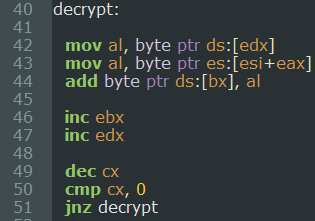 40 decrypt:
41
42 mov al, byte ptr ds:[edx]
43 mov al, byte ptr es:[esi+eax]
44 add byte ptr ds:[bx], al
45
46 inc ebx
47 inc edx
48
49 dec cx
50 cmp cx, 0
51 jnz decrypt